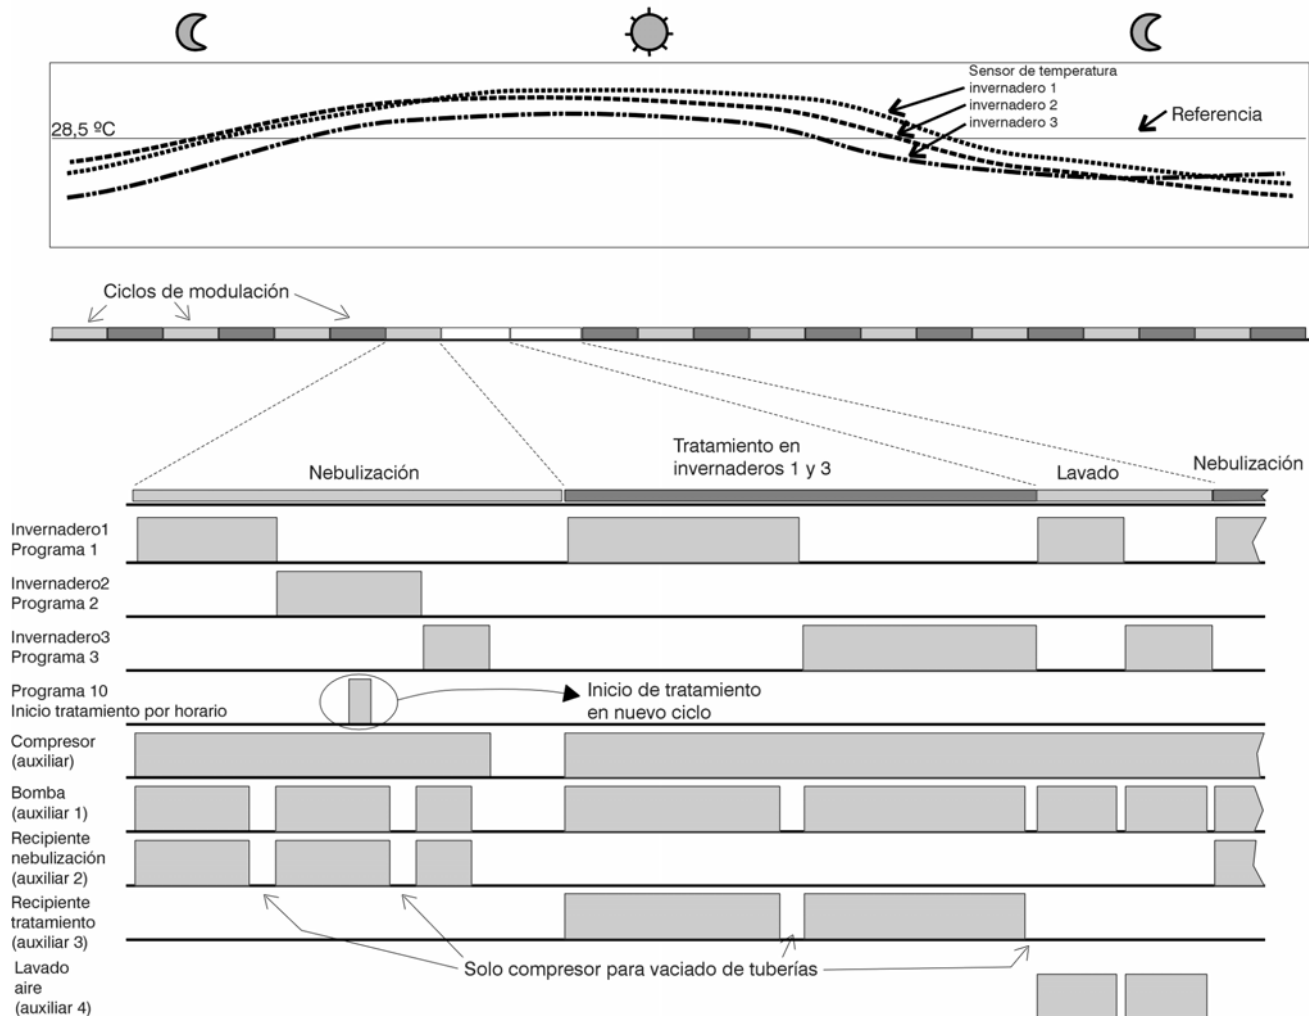 Sensor de temperatura
invernadero 1
invernadero 2
invernadero 3
Referencia
28,5 ºC
Ciclos de modulación
Tratamiento en
invernaderos 1 y 3
Nebulización
Lavado
Nebulización
Invernadero1
Programa 1
Invernadero2
Programa 2
Invernadero3
Programa 3
Programa 10
Inicio tratamiento por horario
Inicio de tratamiento
en nuevo ciclo
Compresor
(auxiliar)
Bomba
(auxiliar 1)
Recipiente
nebulización
(auxiliar 2)
Recipiente
tratamiento
(auxiliar 3)
Solo compresor para vaciado de tuberías
Lavado
aire
(auxiliar 4)